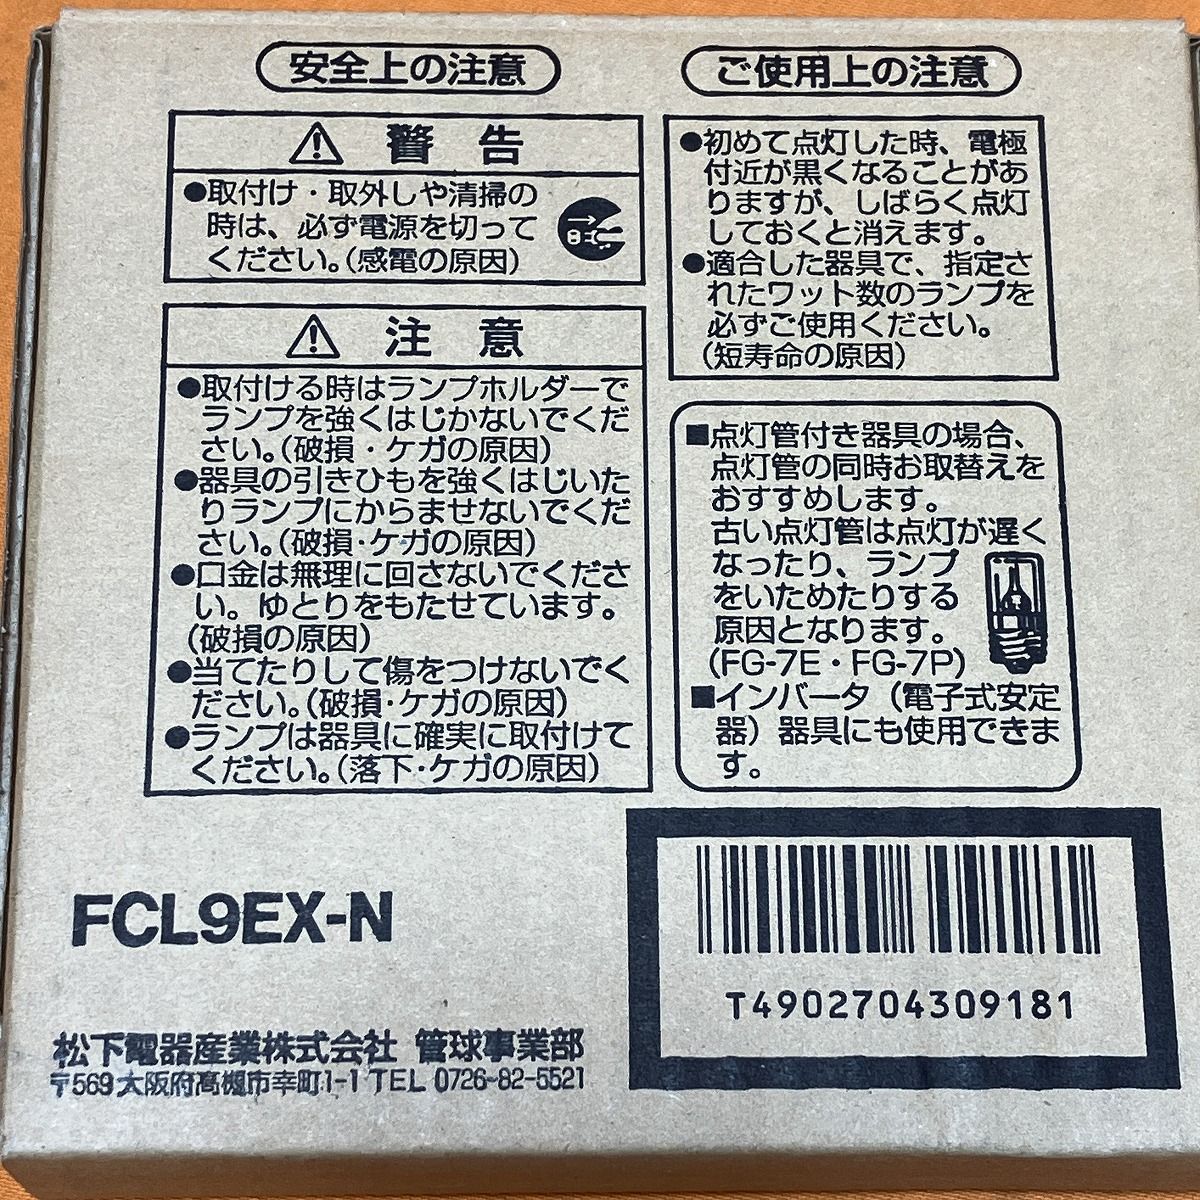 安全上の注意
⚠ 警 告
●取付け・取外しや清掃の
時は、必ず電源を切って
ください。(感電の原因)
⚠ 注 意
●取付ける時はランプホルダーで
ランプを強くはじかないでくだ
さい。(破損・ケガの原因)
●器具の引きひもを強くはじいた
りランプにからませないでくだ
さい。(破損・ケガの原因)
●口金は無理に回さないでくださ
い。ゆとりをもたせています。
(破損の原因)
●当てたりして傷をつけないでく
ださい。(破損・ケガの原因)
●ランプは器具に確実に取付けて
ください。(落下・ケガの原因)
ご使用上の注意
●初めて点灯した時、電極
付近が黒くなることがあ
りますが、しばらく点灯
しておくと消えます。
●適合した器具で、指定さ
れたワット数のランプを
必ずご使用ください。
(短寿命の原因)
■点灯管付き器具の場合、
点灯管の同時お取替えを
おすすめします。
古い点灯管は点灯が遅く
なったり、ランプ
をいためたりする
原因となります。
(FG-7E・FG-7P)
■インバータ(電子式安定
器)器具にも使用できま
す。
FCL9EX-N
松下電器産業株式会社 管球事業部
〒569 大阪府高槻市幸町1-1 TEL 0726-82-5521
T4902704309181